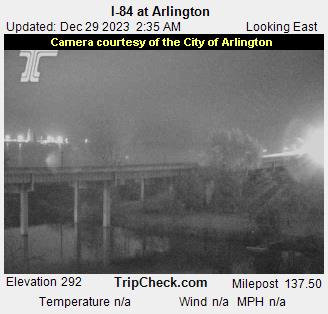 I-84 at Arlington
Updated: Dec 29 2023 2:35 AM Looking East
Camera courtesy of the City of Arlington
Elevation 292 TripCheck.com Milepost 137.50
Temperature n/a Wind n/a MPH n/a